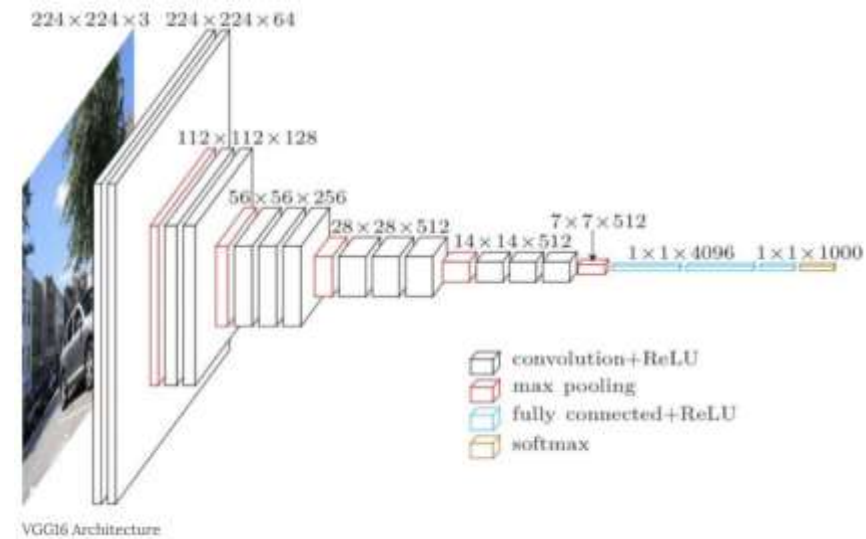 224×224×3 224×224×64
112×112×128
56×56×256
28×28×512
14×14×512
7×7×512
1×1×4096 1×1×1000
convolution+ReLU
max pooling
fully connected+ReLU
softmax
VGG16 Architecture